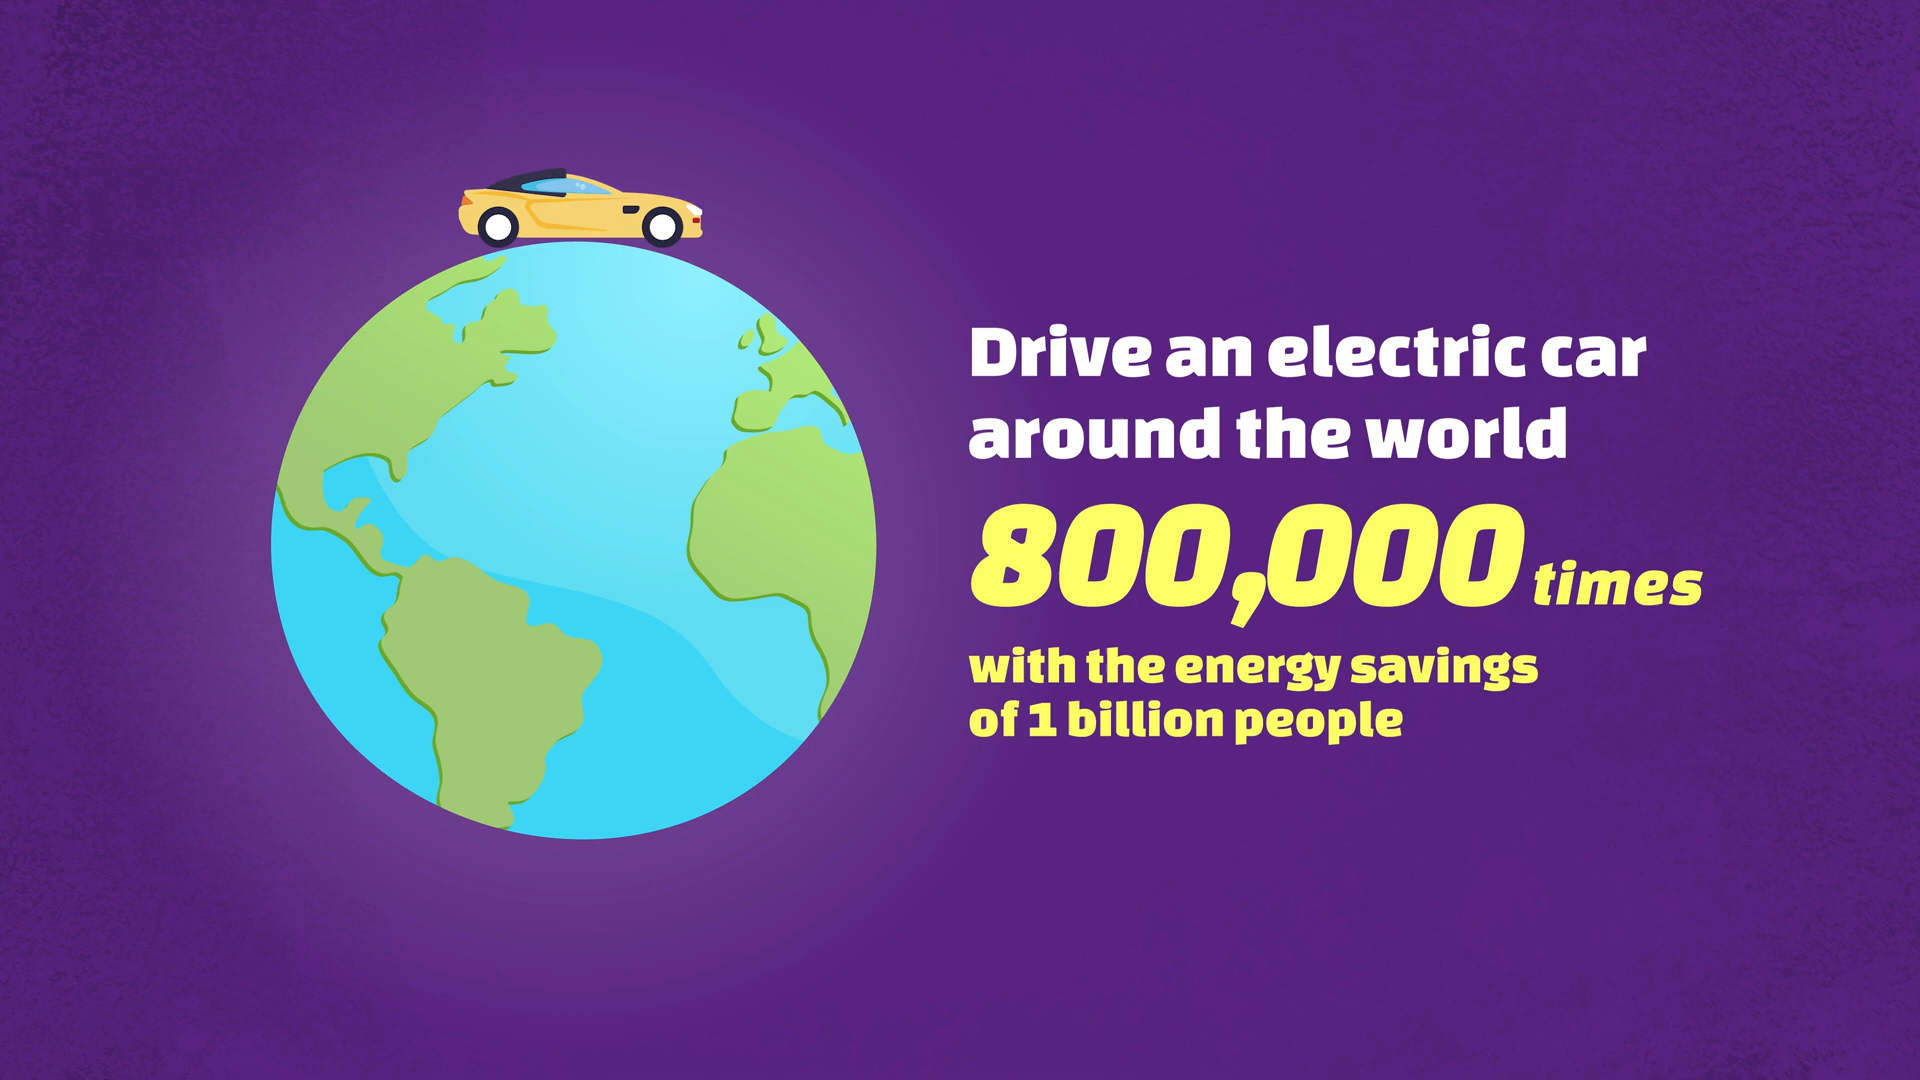 Drive an electric car
around the world
800,000 times
with the energy savings
of 1 billion people